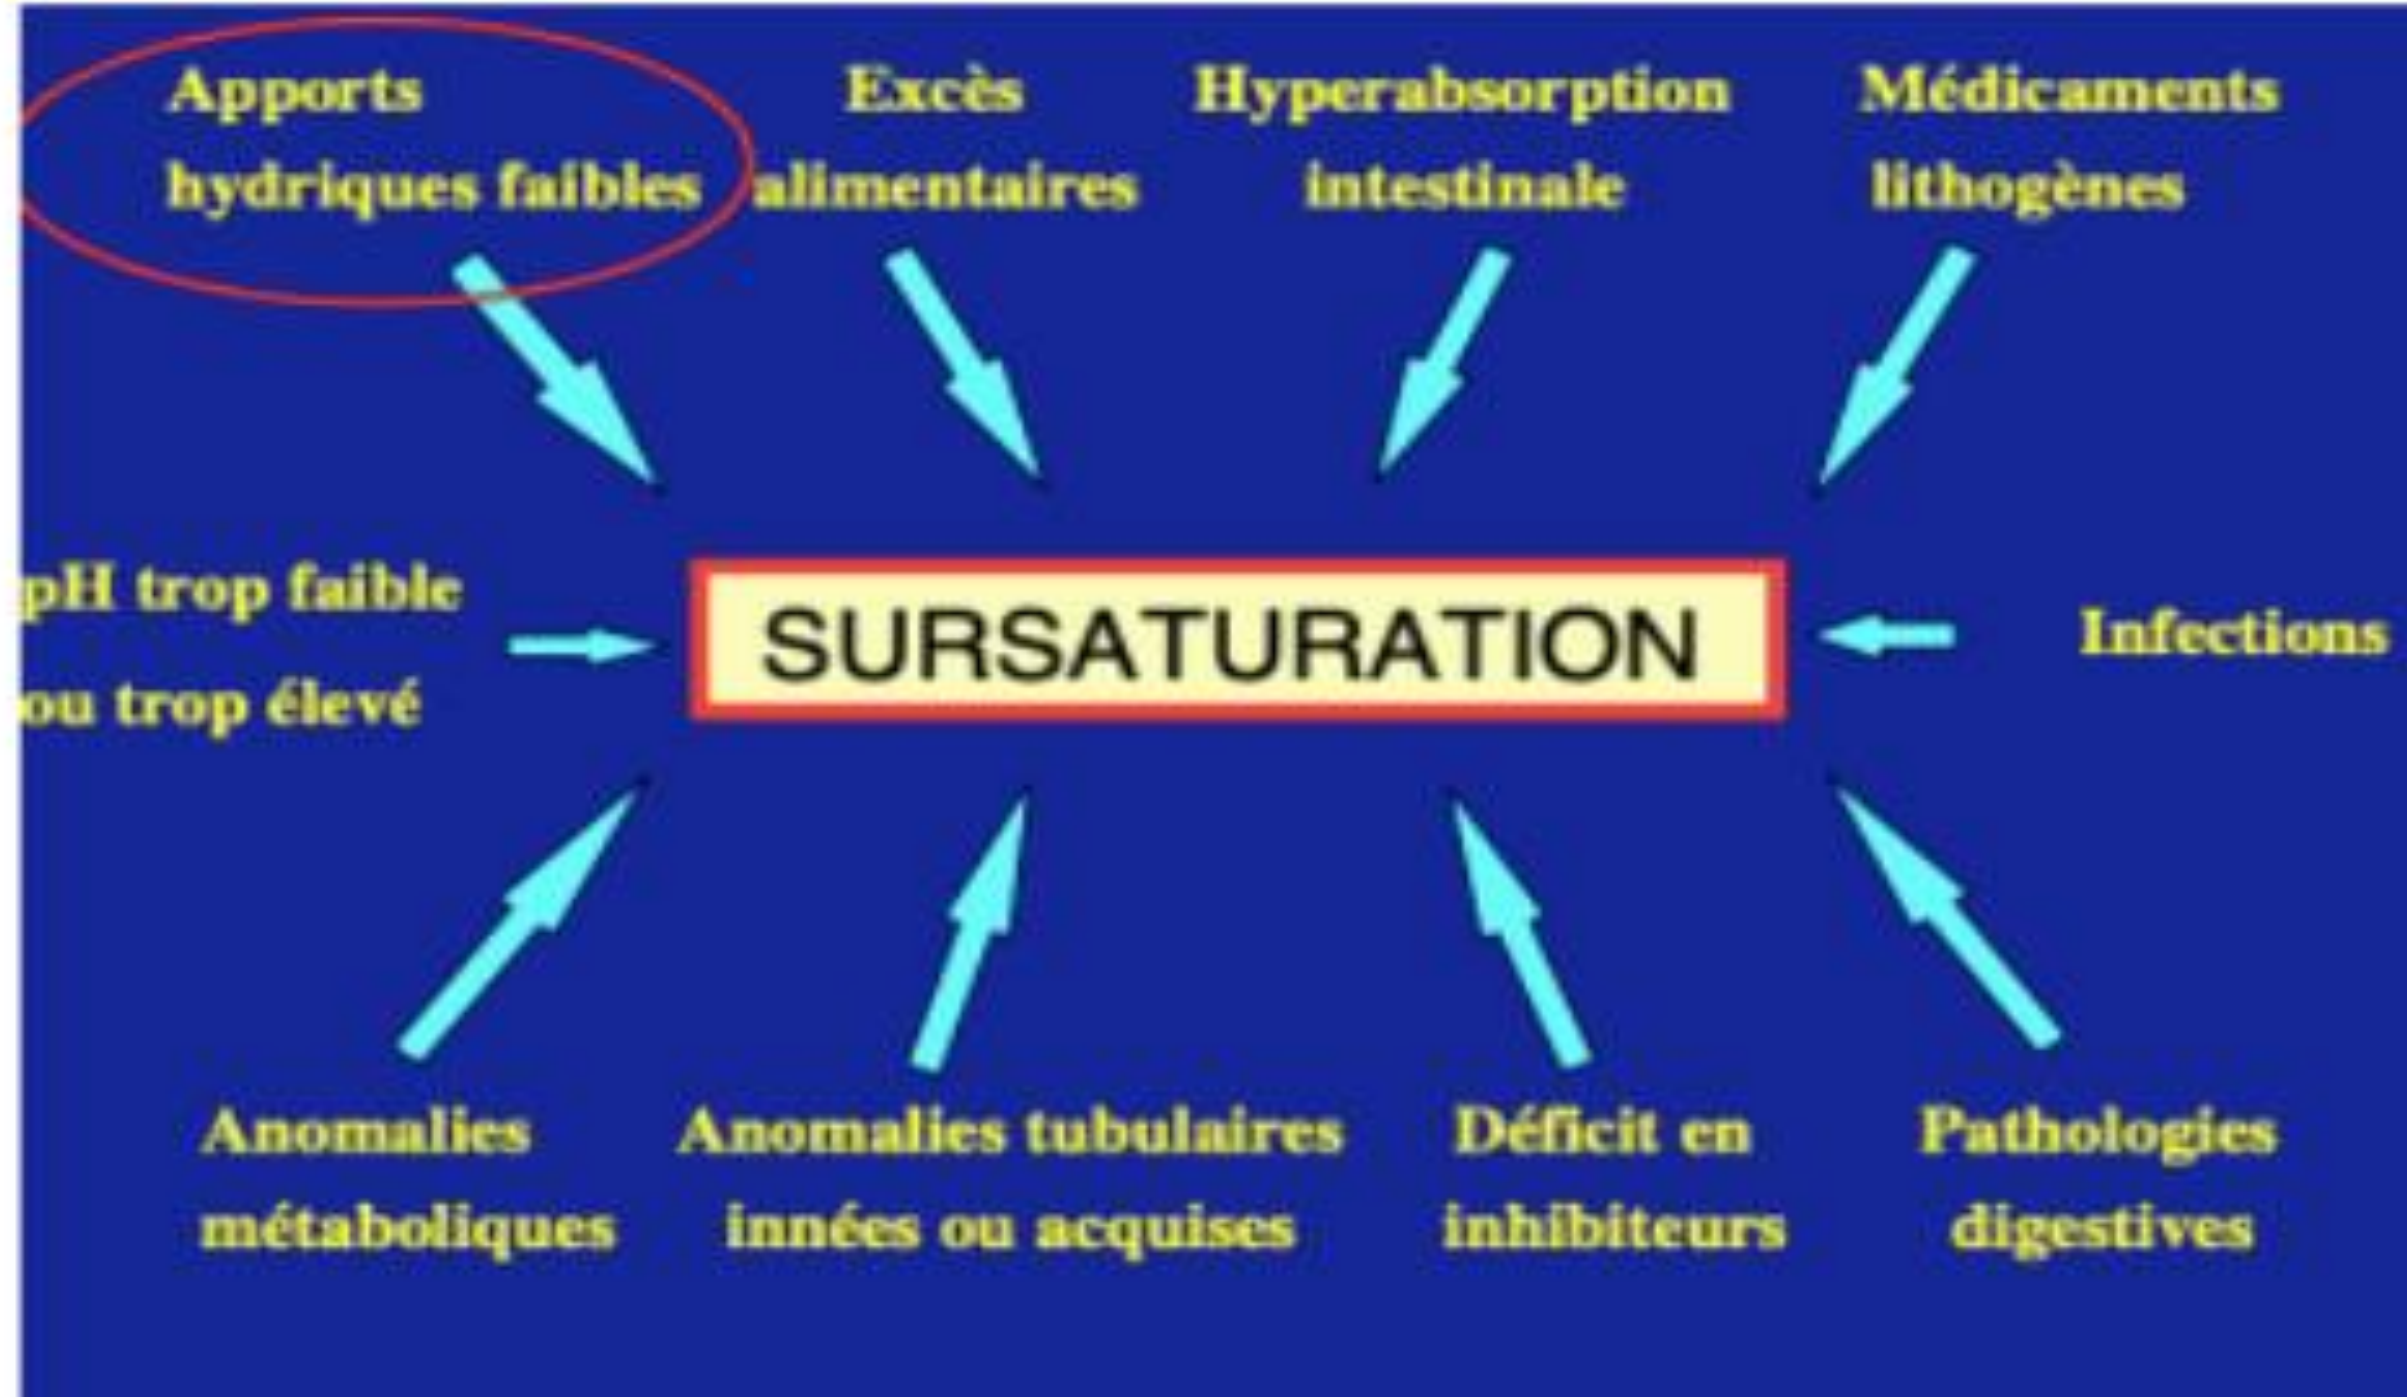 Apports
hydriques faibles
Excès
alimentaires
Hyperabsorption
intestinale
Médicaments
lithogènes
pH trop faible
ou trop élevé
SURSATURATION
Infections
Anomalies
métaboliques
Anomalies tubulaires
innées ou acquises
Déficit en
inhibiteurs
Pathologies
digestives